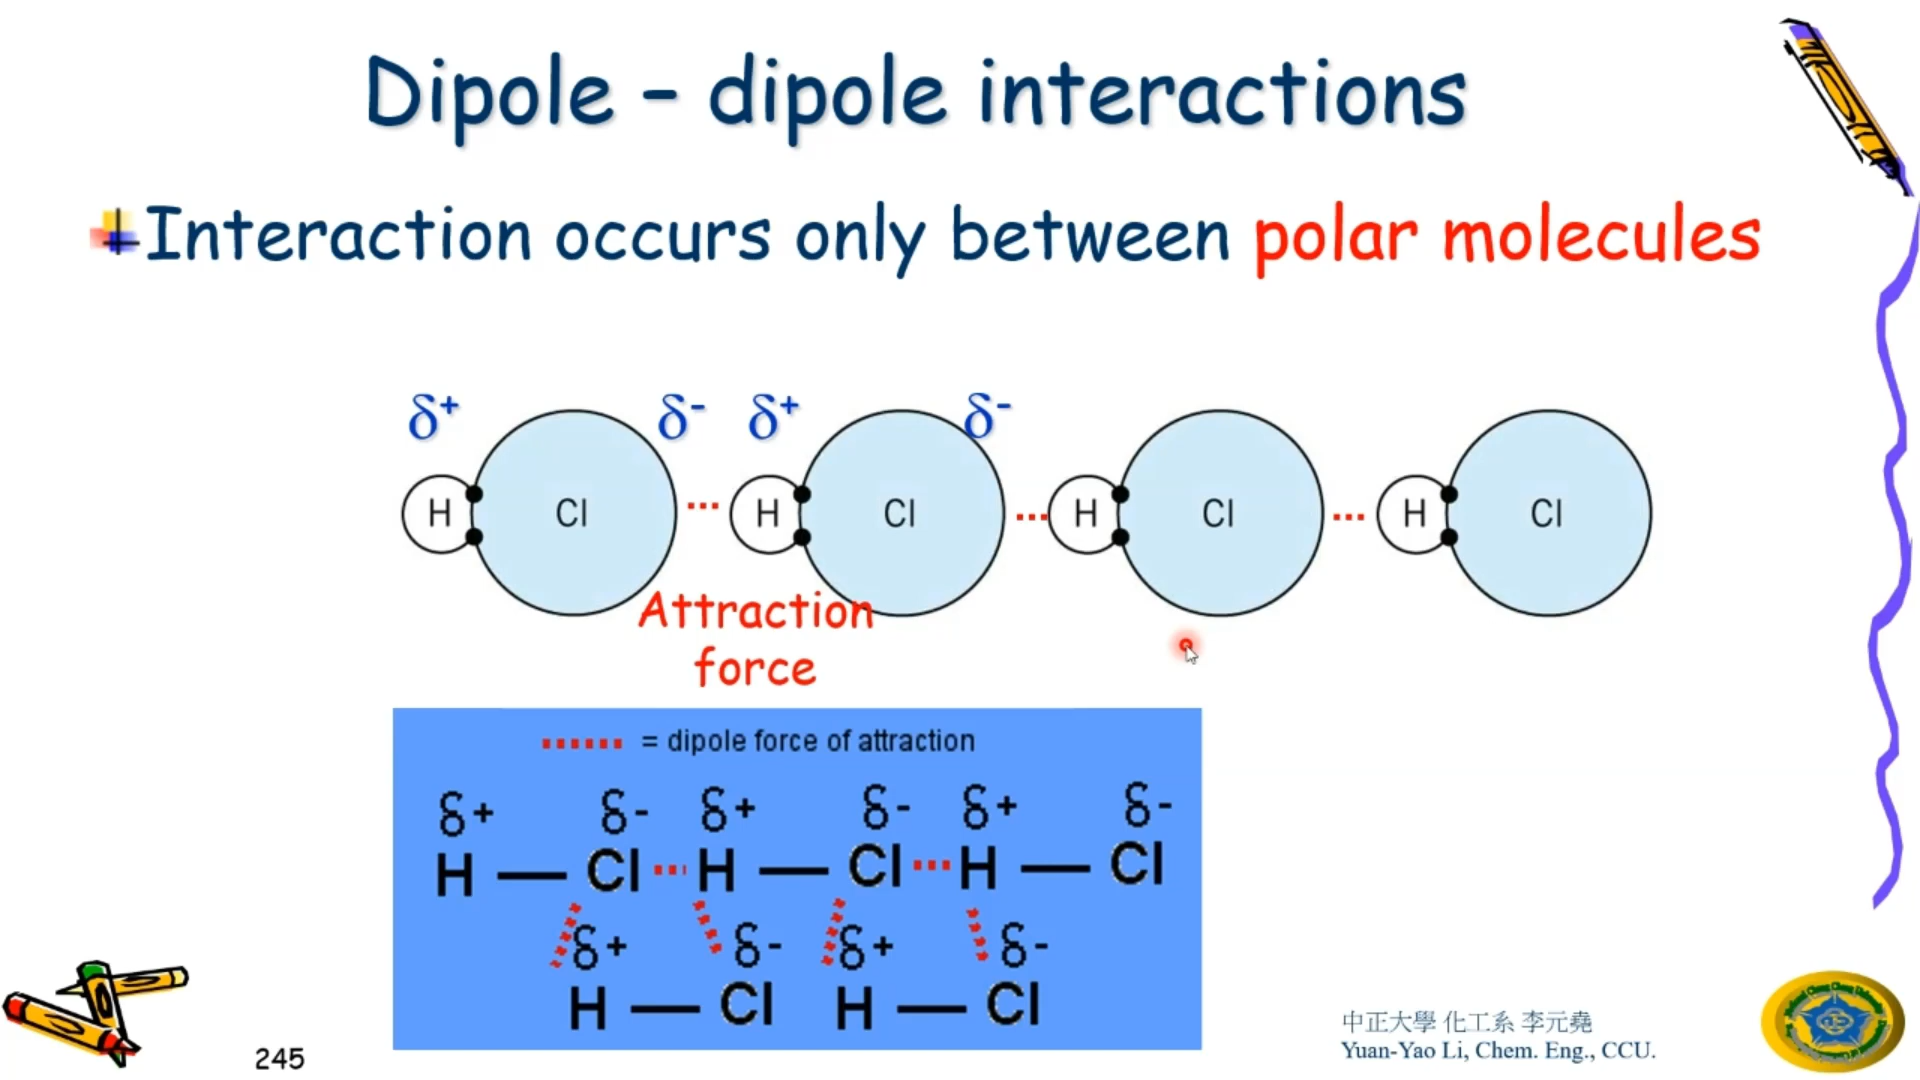 Dipole – dipole interactions
Interaction occurs only between polar molecules
δ+ δ- δ+ δ-
H Cl ... H Cl ... H Cl ... H Cl
Attraction
force
...... = dipole force of attraction
δ+ δ- δ+ δ- δ+ δ-
H — Cl ... H — Cl ... H — Cl
δ+ δ- δ+ δ-
H — Cl H — Cl
中正大學 化工系 李元堯
Yuan-Yao Li, Chem. Eng., CCU.
245